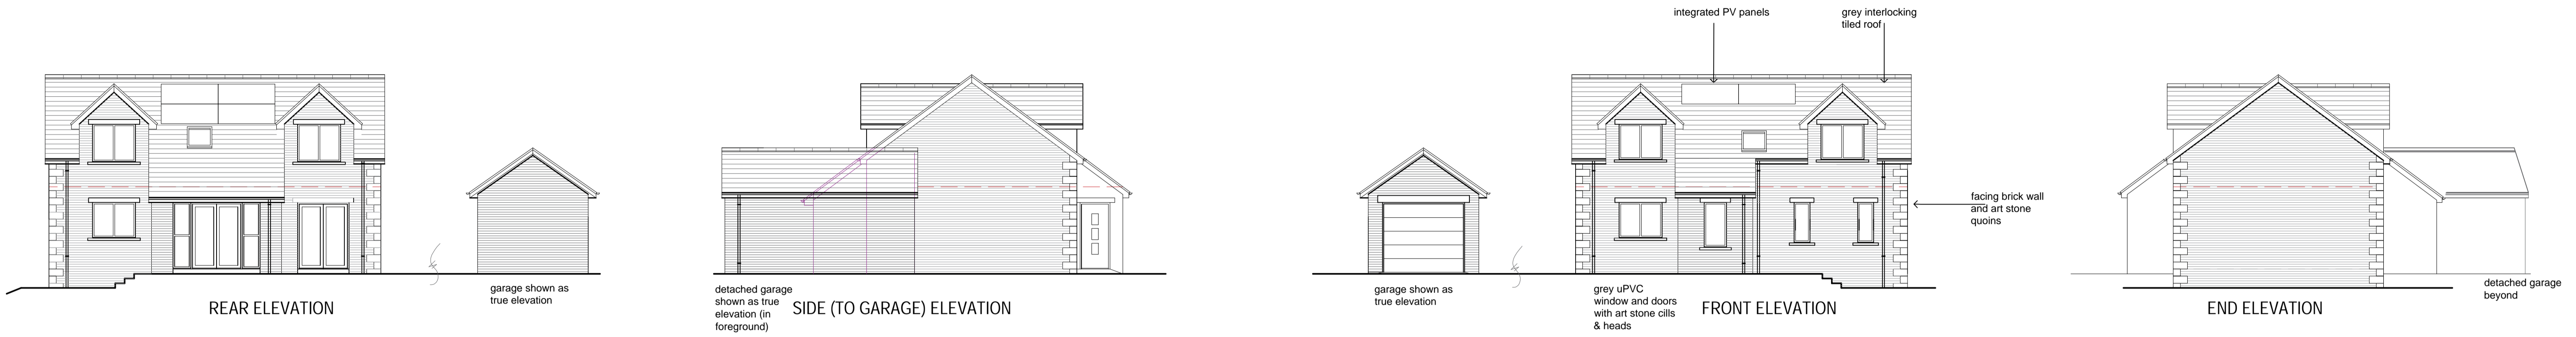 integrated PV panels
grey interlocking
tiled roof
facing brick wall
and art stone
quoins
garage shown as
true elevation
REAR ELEVATION
detached garage
shown as true
elevation (in
foreground)
SIDE (TO GARAGE) ELEVATION
garage shown as
true elevation
grey uPVC
window and doors
with art stone cills
& heads
FRONT ELEVATION
END ELEVATION
detached garage
beyond